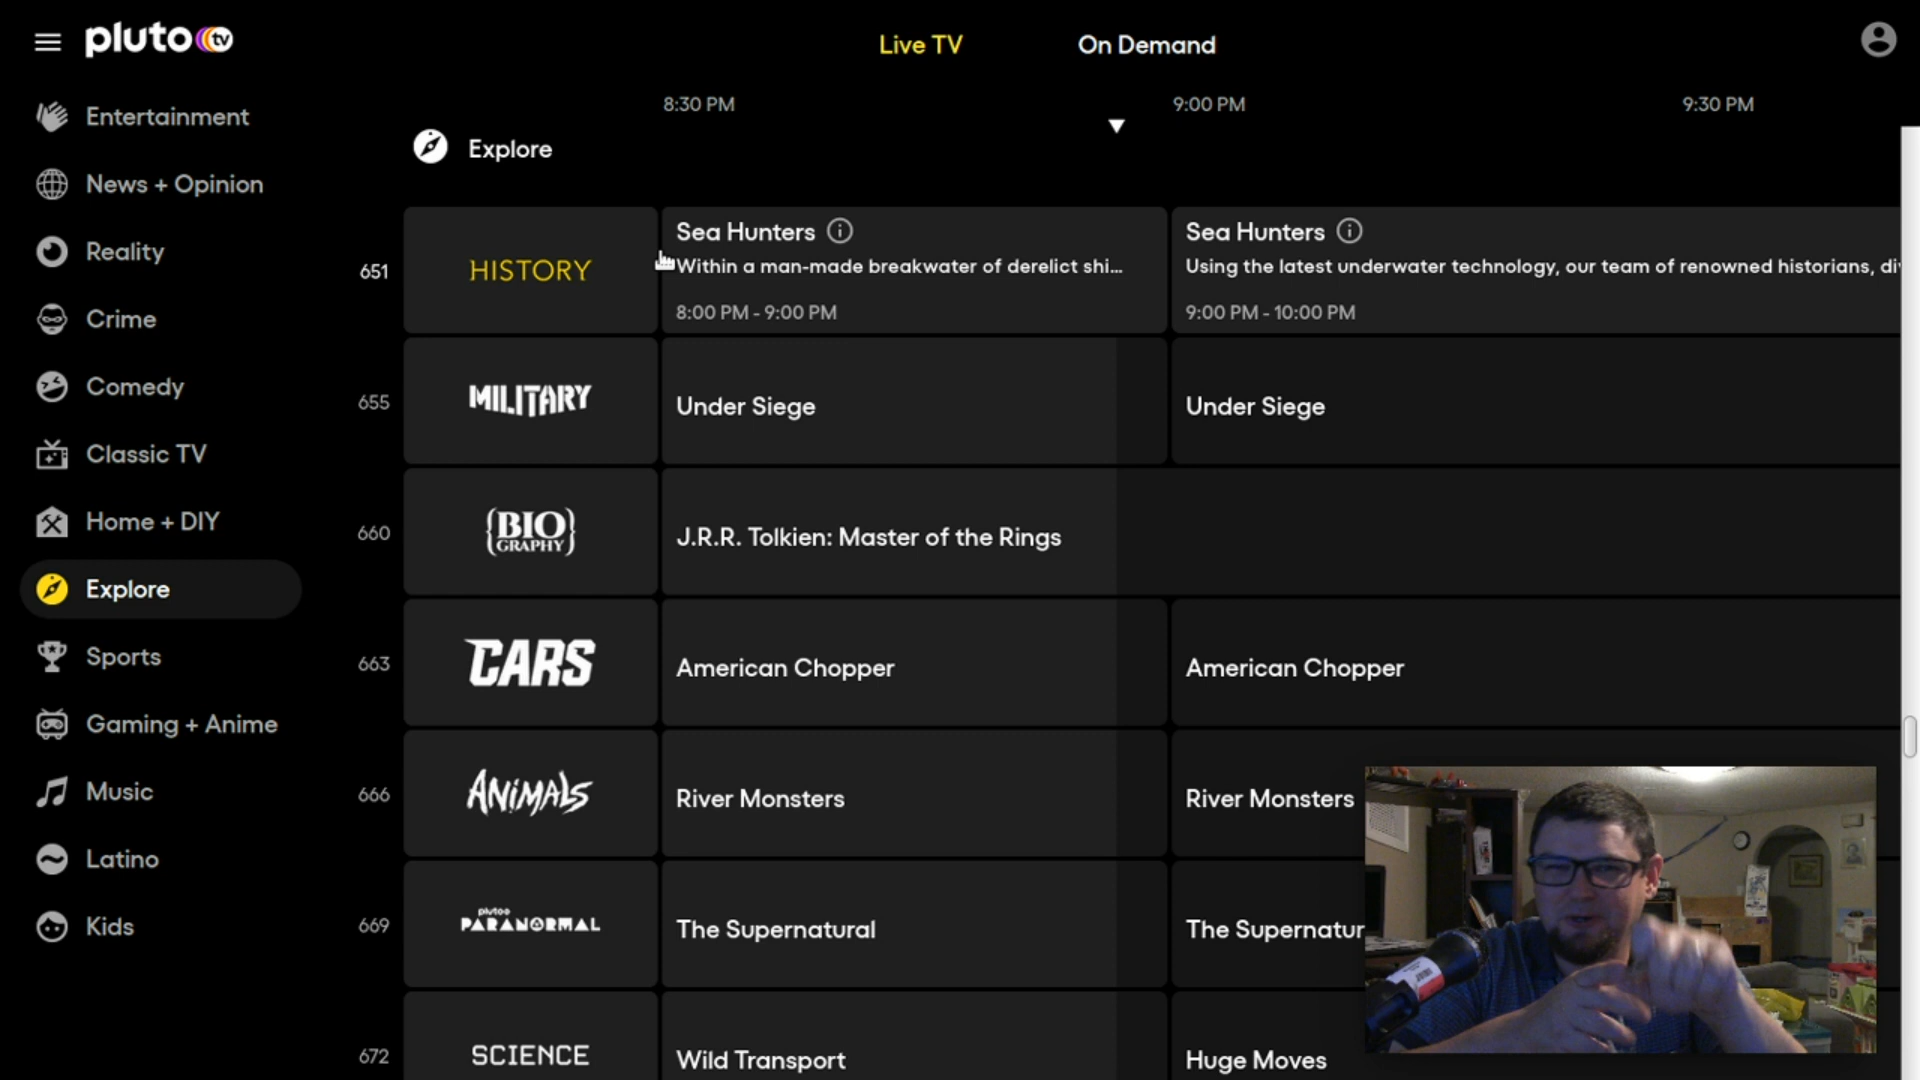 pluto tv
Live TV
On Demand
8:30 PM
9:00 PM
9:30 PM
Entertainment
News + Opinion
Reality
Crime
Comedy
Classic TV
Home + DIY
Explore
Sports
Gaming + Anime
Music
Latino
Kids
Explore
651
HISTORY
Sea Hunters
Within a man-made breakwater of derelict shi...
8:00 PM - 9:00 PM
Sea Hunters
Using the latest underwater technology, our team of renowned historians,
9:00 PM - 10:00 PM
655
MILITARY
Under Siege
Under Siege
660
{BIO
GRAPHY}
J.R.R. Tolkien: Master of the Rings
663
CARS
American Chopper
American Chopper
666
ANiMALS
River Monsters
River Monsters
669
pluto
PARANORMAL
The Supernatural
The Supernatur
672
SCIENCE
Wild Transport
Huge Moves